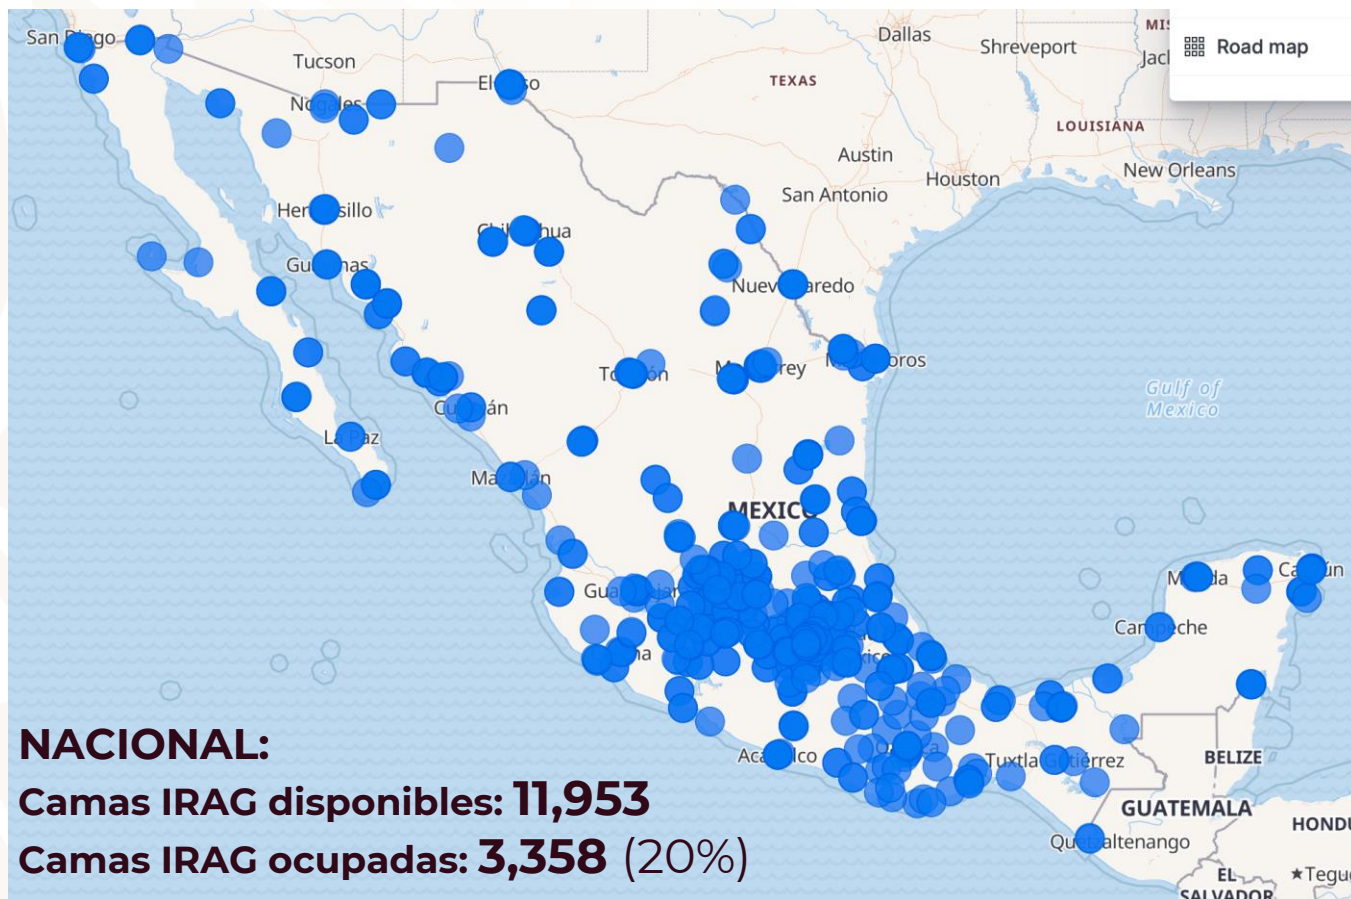 San Diego
Tucson
Nogales
El Paso
Dallas
Shreveport
Road map
TEXAS
LOUISIANA
Austin
Houston
San Antonio
New Orleans
Hermosillo
Chihuahua
Guaymas
Nuevo Laredo
Torreón
Monterrey
Matamoros
Gulf of
Mexico
Culiacán
La Paz
Mazatlán
MEXICO
Mérida
Cancún
Campeche
Acapulco
Oaxaca
Tuxtla Gutiérrez
BELIZE
GUATEMALA
Quetzaltenango
EL
SALVADOR
NACIONAL:
Camas IRAG disponibles: 11,953
Camas IRAG ocupadas: 3,358 (20%)